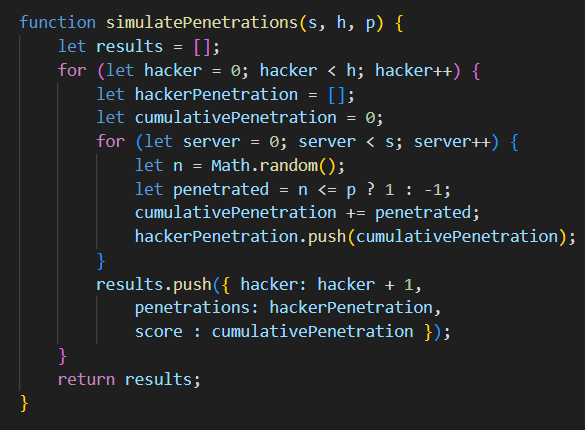 function simulatePenetrations(s, h, p) {
    let results = [];
    for (let hacker = 0; hacker < h; hacker++) {
        let hackerPenetration = [];
        let cumulativePenetration = 0;
        for (let server = 0; server < s; server++) {
            let n = Math.random();
            let penetrated = n <= p ? 1 : -1;
            cumulativePenetration += penetrated;
            hackerPenetration.push(cumulativePenetration);
        }
        results.push({ hacker: hacker + 1,
            penetrations: hackerPenetration,
            score : cumulativePenetration });
    }
    return results;
}